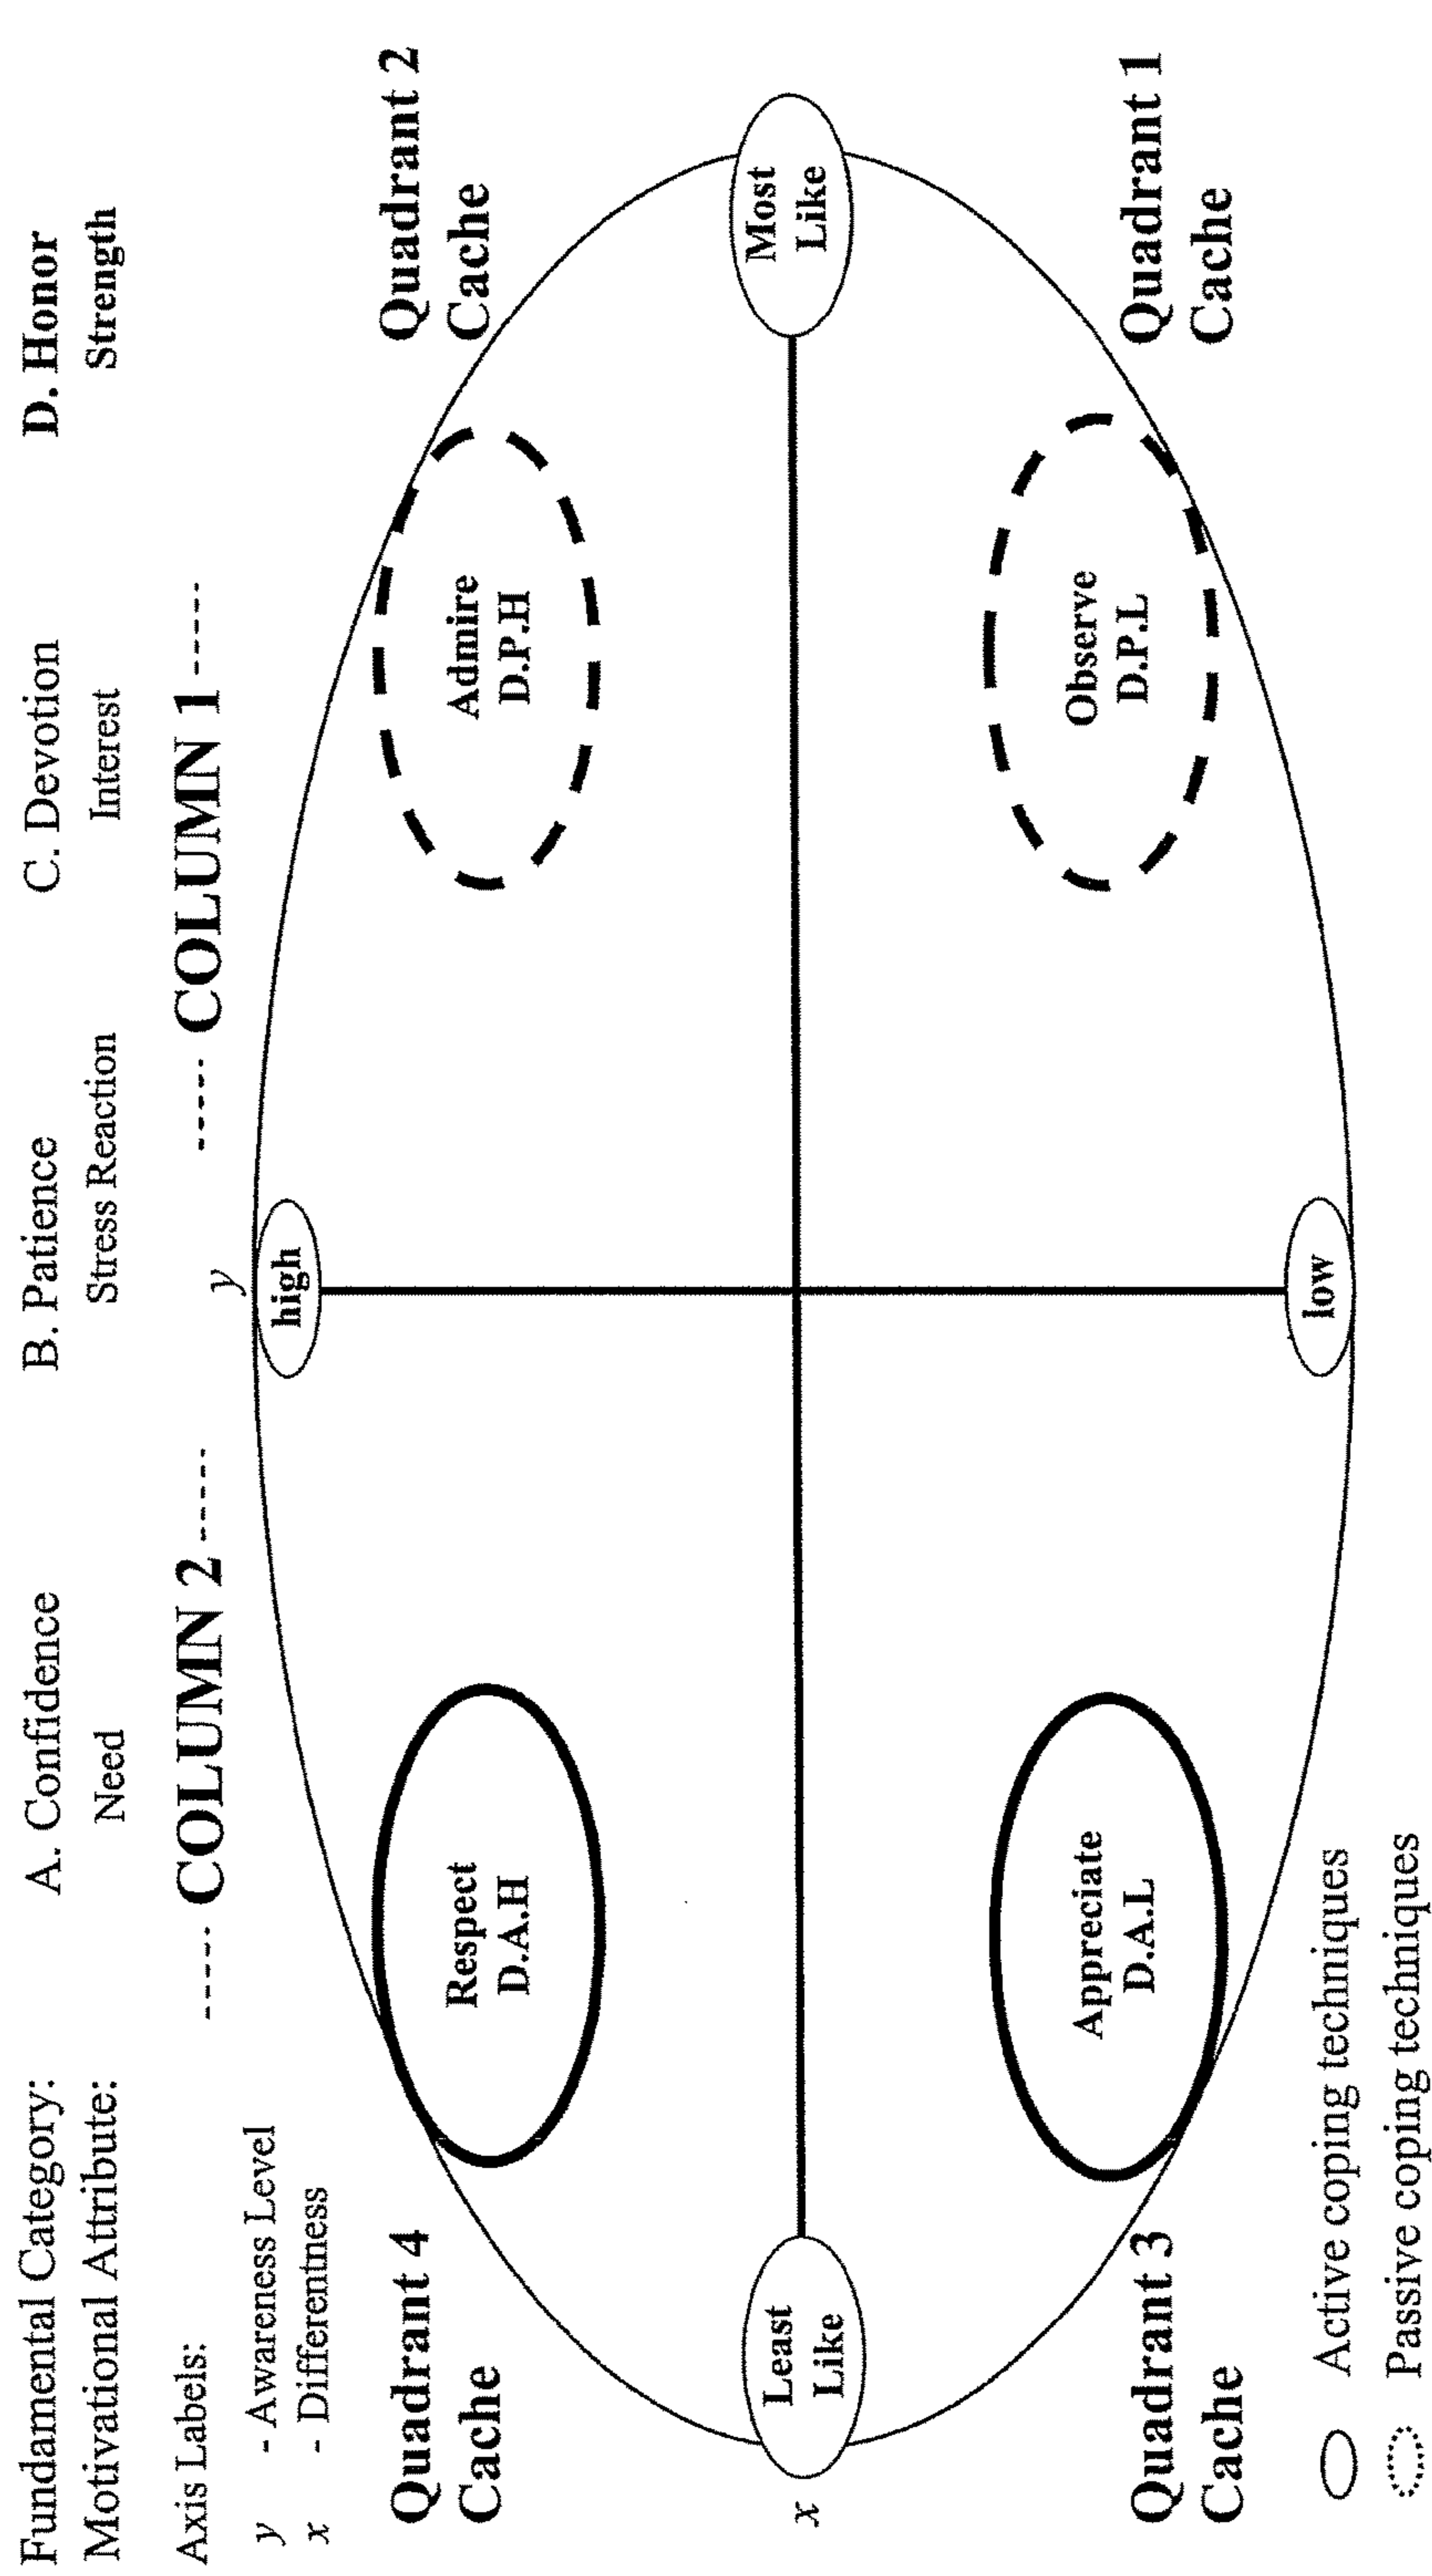 Fundamental Category: A. Confidence B. Patience C. Devotion D. Honor
Motivational Attribute: Need Stress Reaction Interest Strength
Axis Labels: ----- COLUMN 2 ----- ----- COLUMN 1 -----
y - Awareness Level
x - Differentness
y
high
Quadrant 4
Cache
Quadrant 2
Cache
Respect
D.A.H
Admire
D.P.H
x
Least
Like
Most
Like
Appreciate
D.A.L
Observe
D.P.L
Quadrant 3
Cache
Quadrant 1
Cache
low
Active coping techniques
Passive coping techniques